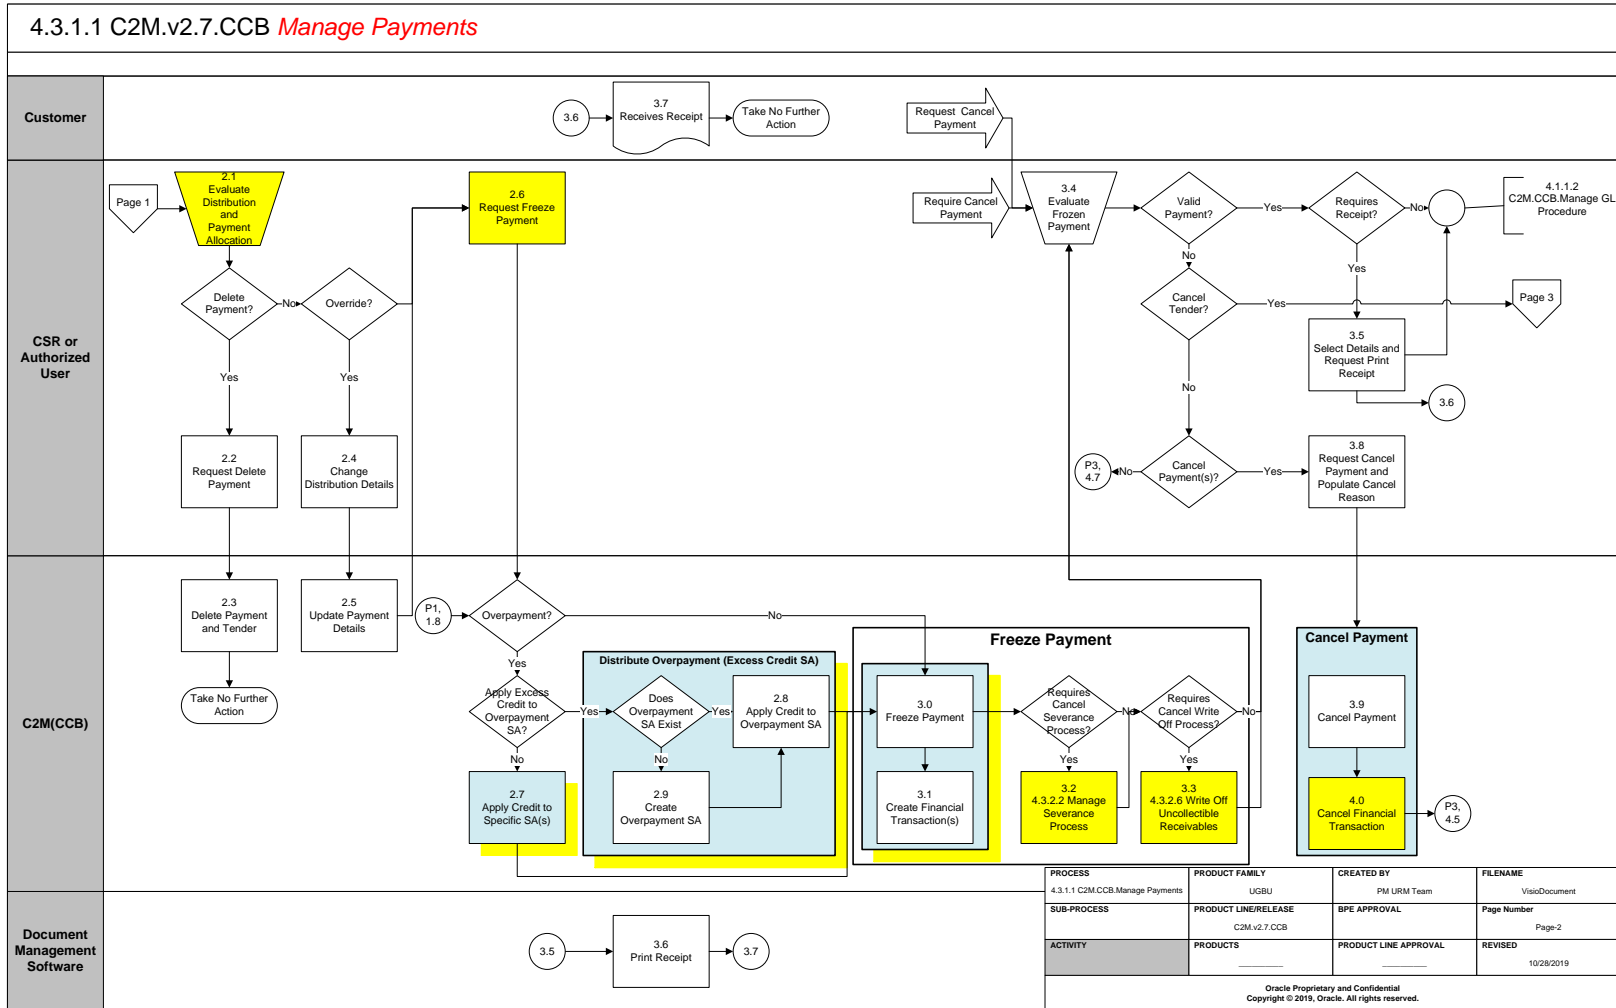 4.3.1.1 C2M.v2.7.CCB Manage Payments
Customer
3.6
3.7
Receives Receipt
Take No Further
Action
Request Cancel
Payment
CSR or
Authorized
User
Page 1
2.1
Evaluate
Distribution
and
Payment
Allocation
2.6
Request Freeze
Payment
Require Cancel
Payment
3.4
Evaluate
Frozen
Payment
Valid
Payment?
Yes
Requires
Receipt?
No
4.1.1.2
C2M.CCB.Manage GL
Procedure
No
Yes
Delete
Payment?
No
Override?
Cancel
Tender?
Yes
Page 3
Yes
Yes
3.5
Select Details and
Request Print
Receipt
No
3.6
2.2
Request Delete
Payment
2.4
Change
Distribution Details
P3,
4.7
No
Cancel
Payment(s)?
Yes
3.8
Request Cancel
Payment and
Populate Cancel
Reason
C2M(CCB)
2.3
Delete Payment
and Tender
2.5
Update Payment
Details
P1,
1.8
Overpayment?
No
Yes
Take No Further
Action
Apply Excess
Credit to
Overpayment
SA?
Yes
No
2.7
Apply Credit to
Specific SA(s)
Distribute Overpayment (Excess Credit SA)
Does
Overpayment
SA Exist
Yes
2.8
Apply Credit to
Overpayment SA
No
2.9
Create
Overpayment SA
Freeze Payment
3.0
Freeze Payment
3.1
Create Financial
Transaction(s)
Requires
Cancel
Severance
Process?
No
Requires
Cancel Write
Off Process?
No
Yes
Yes
3.2
4.3.2.2 Manage
Severance
Process
3.3
4.3.2.6 Write Off
Uncollectible
Receivables
Cancel Payment
3.9
Cancel Payment
4.0
Cancel Financial
Transaction
P3,
4.5
Document
Management
Software
3.5
3.6
Print Receipt
3.7
PROCESS
4.3.1.1 C2M.CCB.Manage Payments
PRODUCT FAMILY
UGBU
CREATED BY
PM URM Team
FILENAME
VisioDocument
SUB-PROCESS
PRODUCT LINE/RELEASE
C2M.v2.7.CCB
BPE APPROVAL
Page Number
Page-2
ACTIVITY
PRODUCTS
PRODUCT LINE APPROVAL
REVISED
10/28/2019
Oracle Proprietary and Confidential
Copyright © 2019, Oracle. All rights reserved.